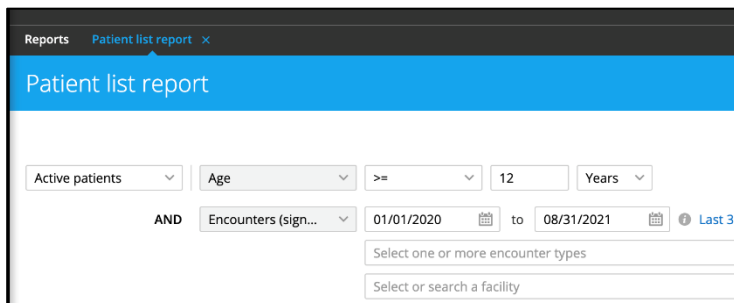 Reports Patient list report ×
Patient list report
Active patients Age >= 12 Years
AND Encounters (sign... 01/01/2020 to 08/31/2021 Last 3
Select one or more encounter types
Select or search a facility